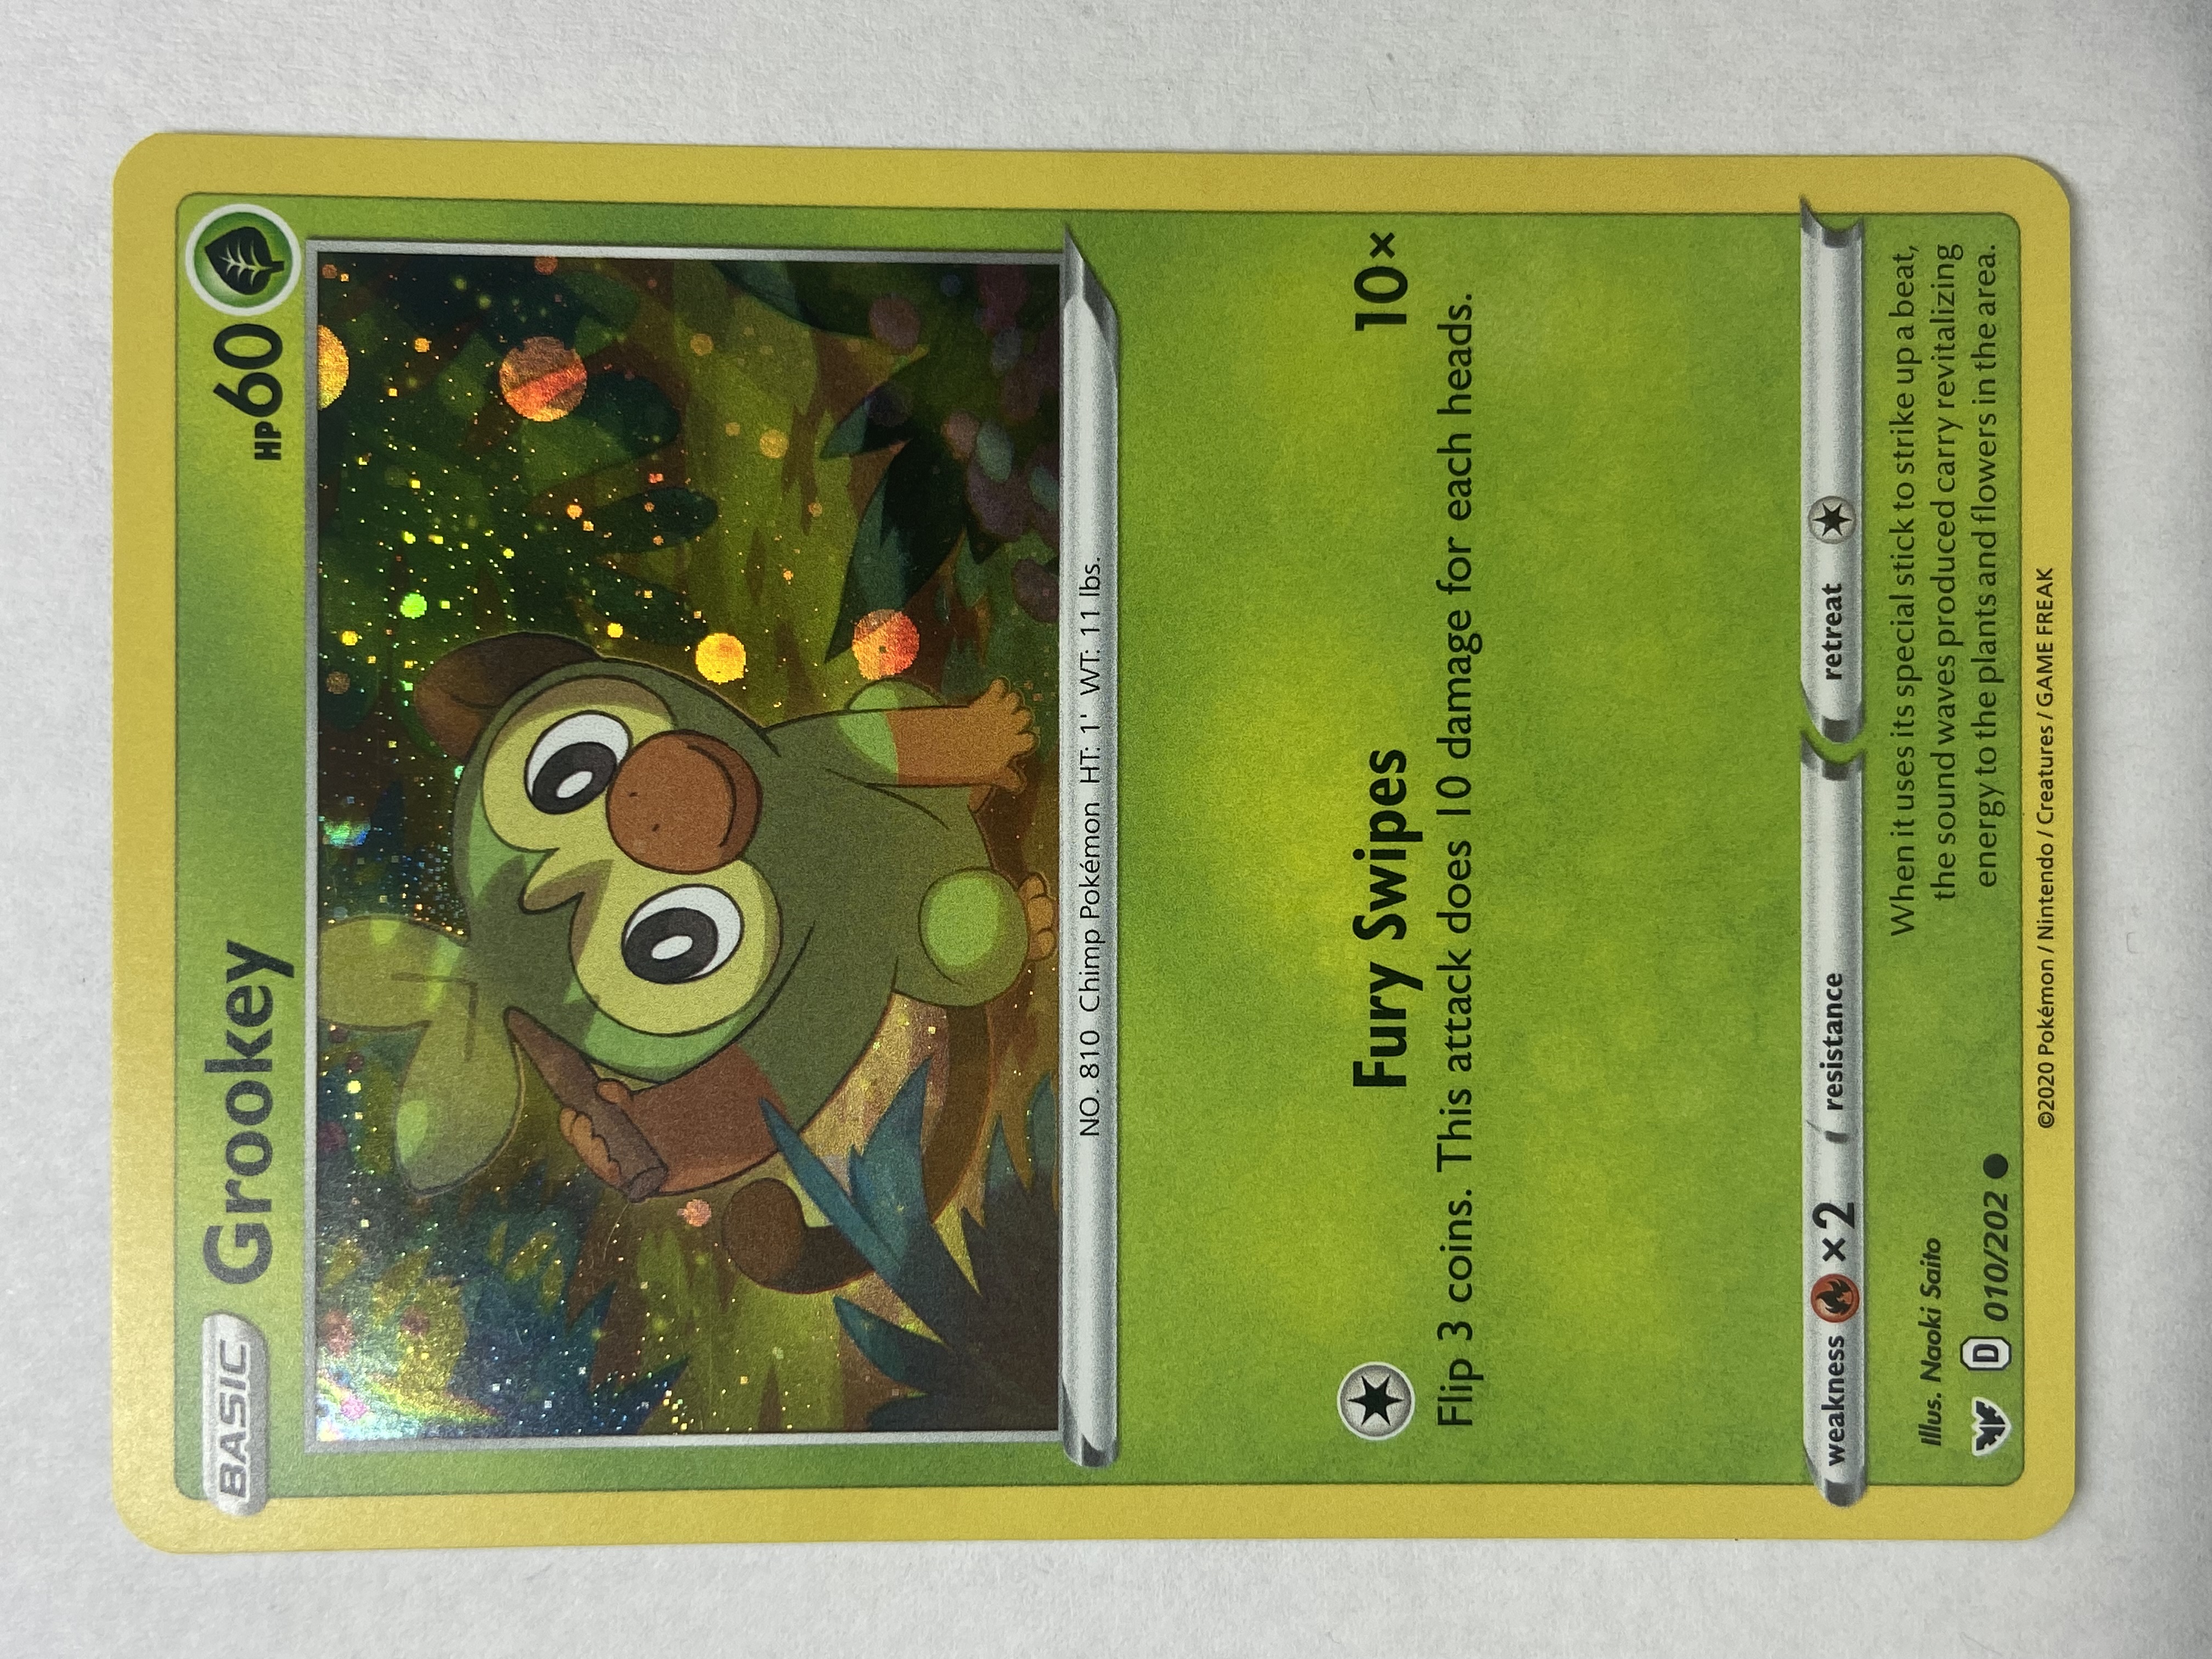 BASIC Grookey HP 60
NO. 810 Chimp Pokémon HT: 1' WT: 11 lbs.
Fury Swipes 10×
Flip 3 coins. This attack does 10 damage for each heads.
weakness ×2 resistance retreat
Illus. Naoki Saito
D 010/202
When it uses its special stick to strike up a beat,
the sound waves produced carry revitalizing
energy to the plants and flowers in the area.
©2020 Pokémon / Nintendo / Creatures / GAME FREAK